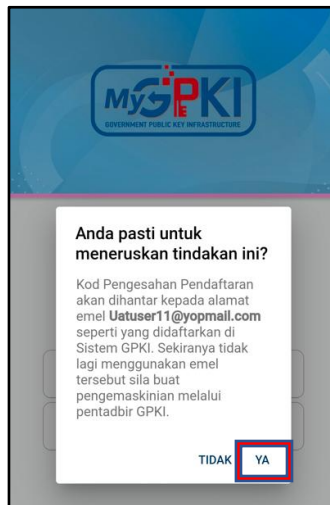 MyGPKI
GOVERNMENT PUBLIC KEY INFRASTRUCTURE
Anda pasti untuk
meneruskan tindakan ini?
Kod Pengesahan Pendaftaran
akan dihantar kepada alamat
emel Uatuser11@yopmail.com
seperti yang didaftarkan di
Sistem GPKI. Sekiranya tidak
lagi menggunakan emel
tersebut sila buat
pengemaskinian melalui
pentadbir GPKI.
TIDAK YA